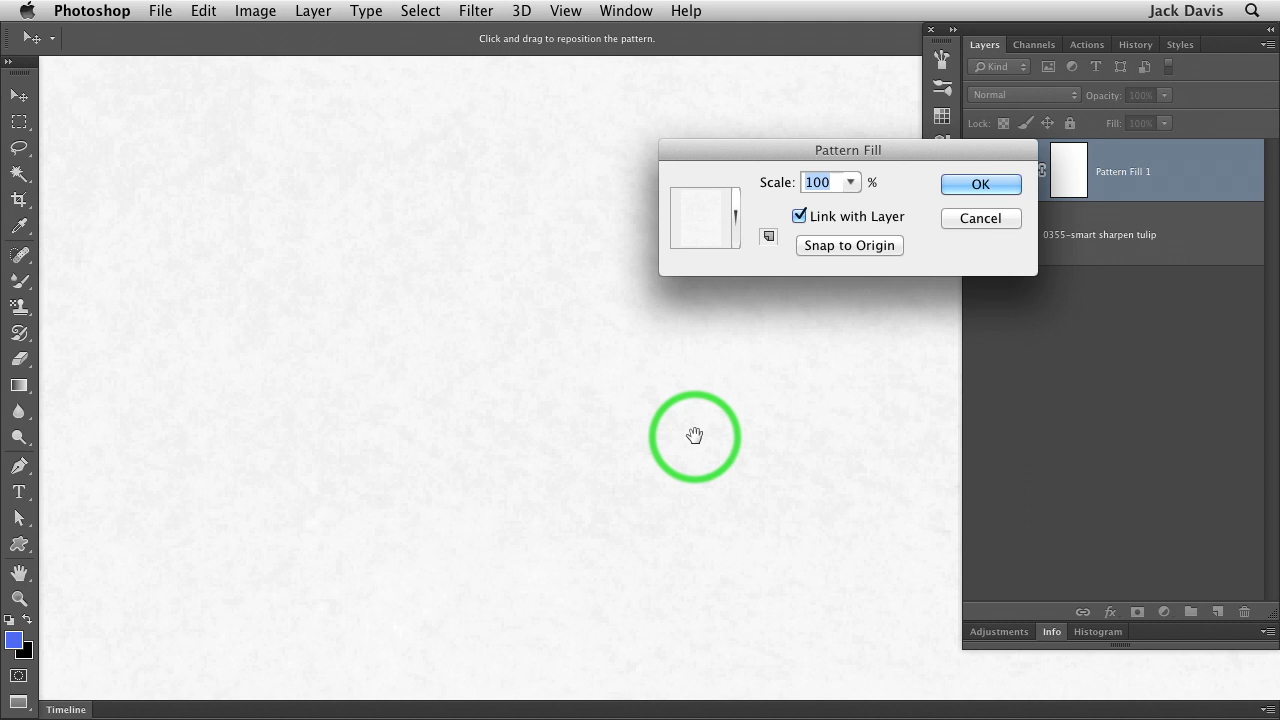 Photoshop File Edit Image Layer Type Select Filter 3D View Window Help Jack Davis
Click and drag to reposition the pattern.
Layers Channels Actions History Styles
Kind
Normal Opacity: 100%
Lock: Fill: 100%
Pattern Fill
Scale: 100 % OK
Pattern Fill 1
Link with Layer Cancel
0355-smart sharpen tulip
Snap to Origin
T
Adjustments Info Histogram
Timeline